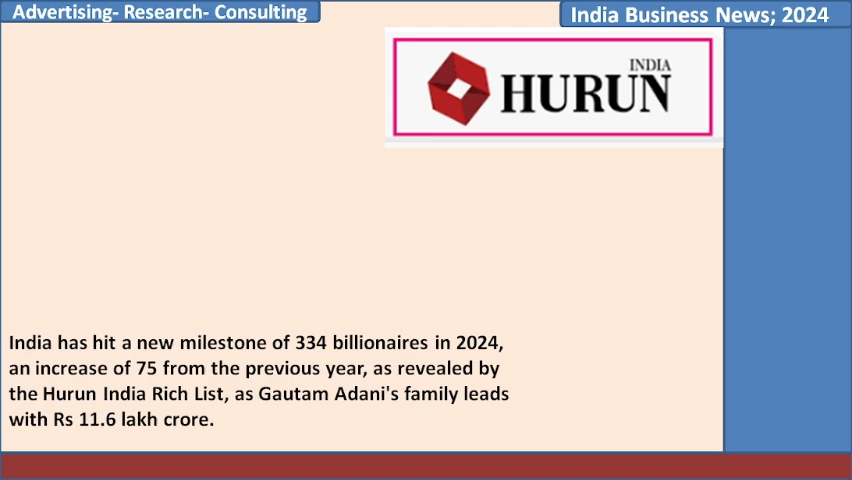 Advertising- Research- Consulting
India Business News; 2024
INDIA
HURUN
India has hit a new milestone of 334 billionaires in 2024,
an increase of 75 from the previous year, as revealed by
the Hurun India Rich List, as Gautam Adani's family leads
with Rs 11.6 lakh crore.